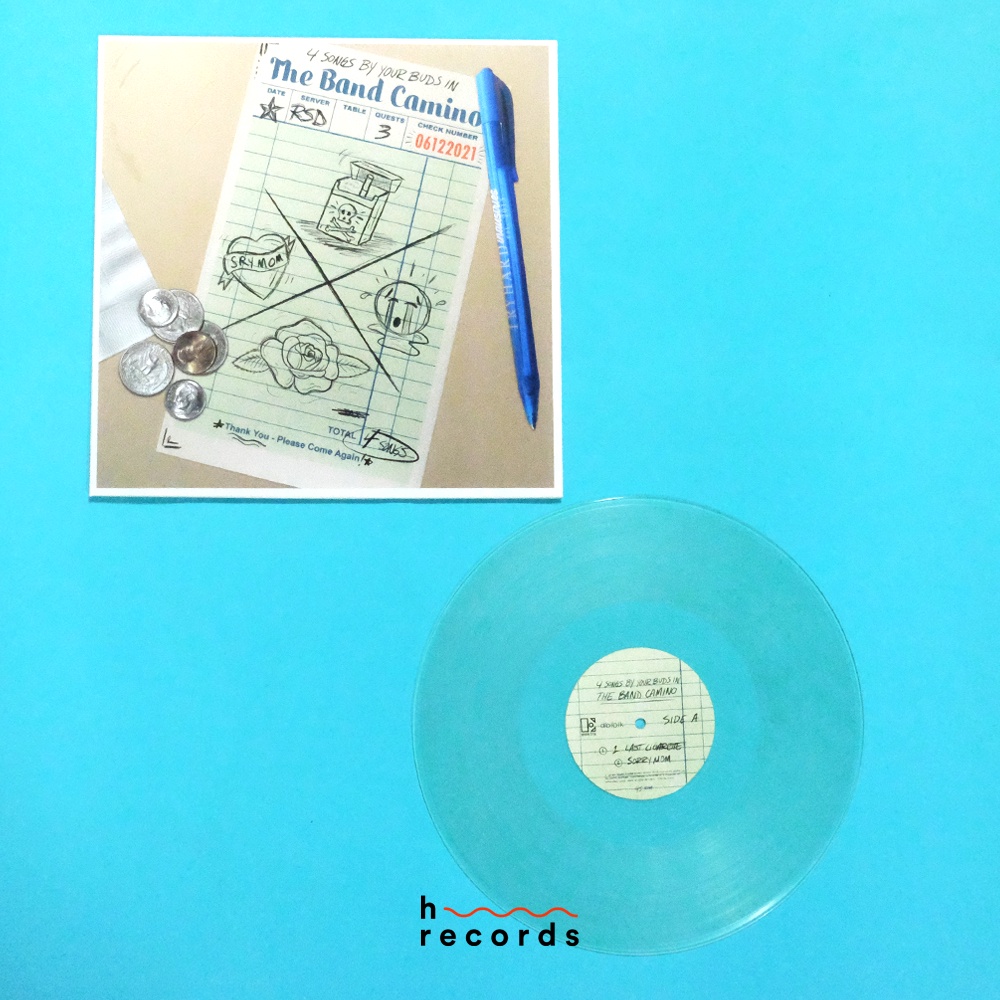 4 SONGS BY YOUR BUDS IN
The Band Camino
DATE SERVER TABLE GUESTS CHECK NUMBER
RSD 3 06122021
SRY MOM
TRYHARD
TOTAL 4 SONGS
Thank You - Please Come Again!
4 SONGS BY YOUR BUDS IN
THE BAND CAMINO
SIDE A
1 LAST CIGARETTE
SORRY MOM
h
records